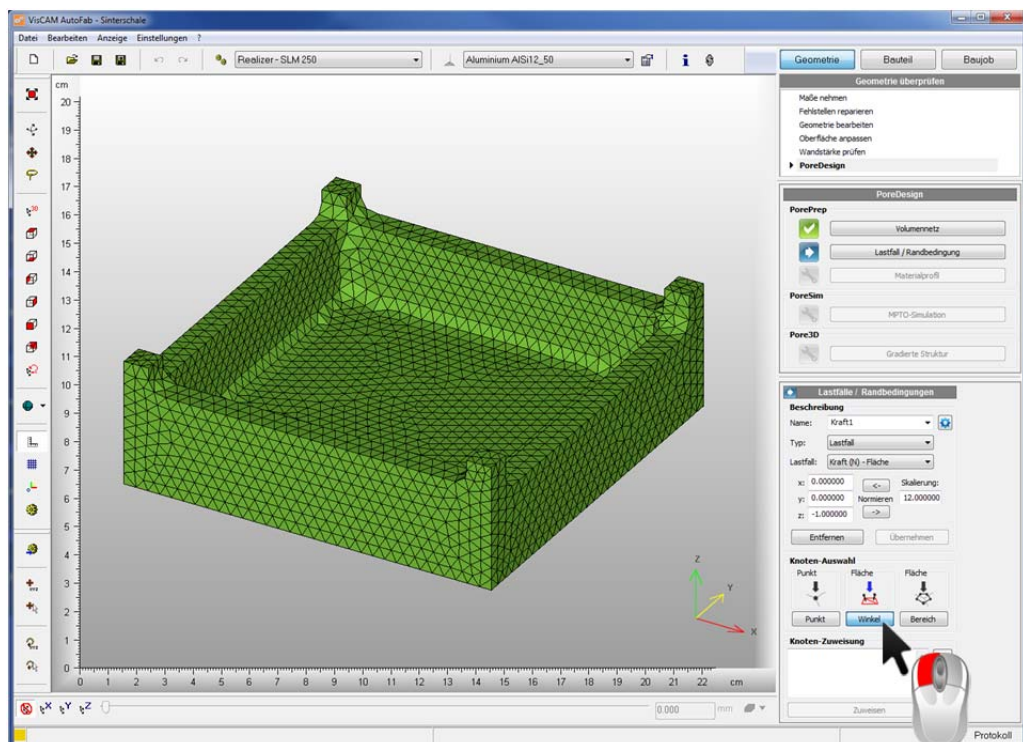 VisCAM AutoFab - Sinterschale
Datei Bearbeiten Anzeige Einstellungen ?
Realizer - SLM 250
Aluminium AlSi12_50
Geometrie Bauteil Baujob
Geometrie überprüfen
Maße nehmen
Fehlstellen reparieren
Geometrie bearbeiten
Oberfläche anpassen
Wandstärke prüfen
PoreDesign
PoreDesign
PorePrep
Volumennetz
Lastfall / Randbedingung
Materialprofil
PoreSim
MPTO-Simulation
Pore3D
Gradierte Struktur
Lastfälle / Randbedingungen
Beschreibung
Name: Kraft1
Typ: Lastfall
Lastfall: Kraft (N) - Fläche
x: 0.000000 <- Skalierung:
y: 0.000000 Normieren 12.000000
z: -1.000000 ->
Entfernen Übernehmen
Knoten-Auswahl
Punkt Fläche Fläche
Punkt Winkel Bereich
Knoten-Zuweisung
Zuweisen
cm
20
19
18
17
16
15
14
13
12
11
10
9
8
7
6
5
4
3
2
1
0
0 1 2 3 4 5 6 7 8 9 10 11 12 13 14 15 16 17 18 19 20 21 22 cm
Z
Y
X
3D
X Y Z
0.000 mm
Protokoll